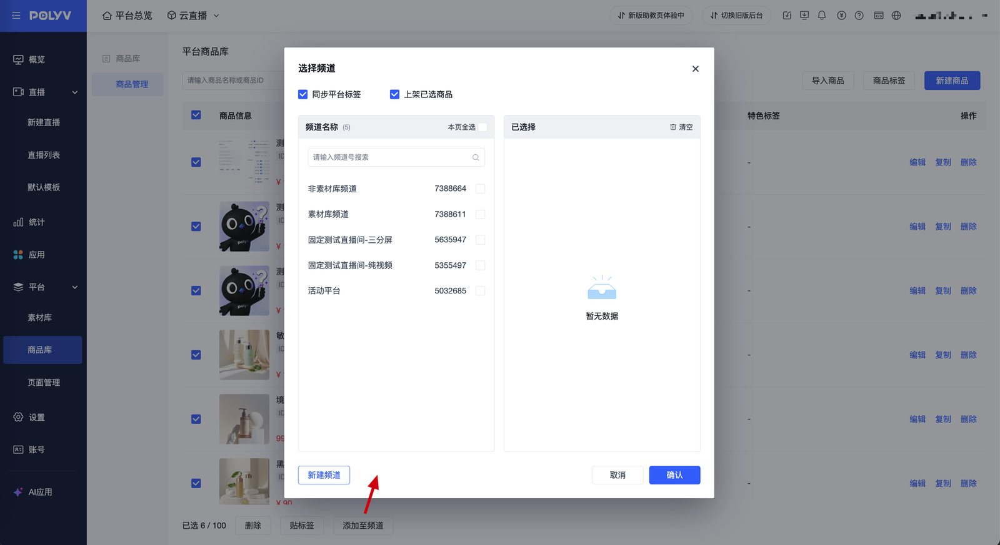 POLYV
平台总览
云直播
新版助教页体验中
切换旧版后台
概览
直播
新建直播
直播列表
默认模板
统计
应用
平台
素材库
商品库
页面管理
设置
账号
AI应用
商品库
商品管理
平台商品库
请输入商品名称或商品ID
导入商品
商品标签
新建商品
商品信息
特色标签
操作
测
ID
¥
-
编辑 复制 删除
测
ID
¥
-
编辑 复制 删除
测
ID
¥
-
编辑 复制 删除
敏
ID
¥
-
编辑 复制 删除
境
ID
99
-
编辑 复制 删除
黑
ID
¥ 90
-
编辑 复制 删除
已选 6 / 100
删除
贴标签
添加至频道
选择频道
同步平台标签
上架已选商品
频道名称 (5)
本页全选
请输入频道号搜索
非素材库频道 7388664
素材库频道 7388611
固定测试直播间-三分屏 5635947
固定测试直播间-纯视频 5355497
活动平台 5032685
已选择
清空
暂无数据
新建频道
取消
确认